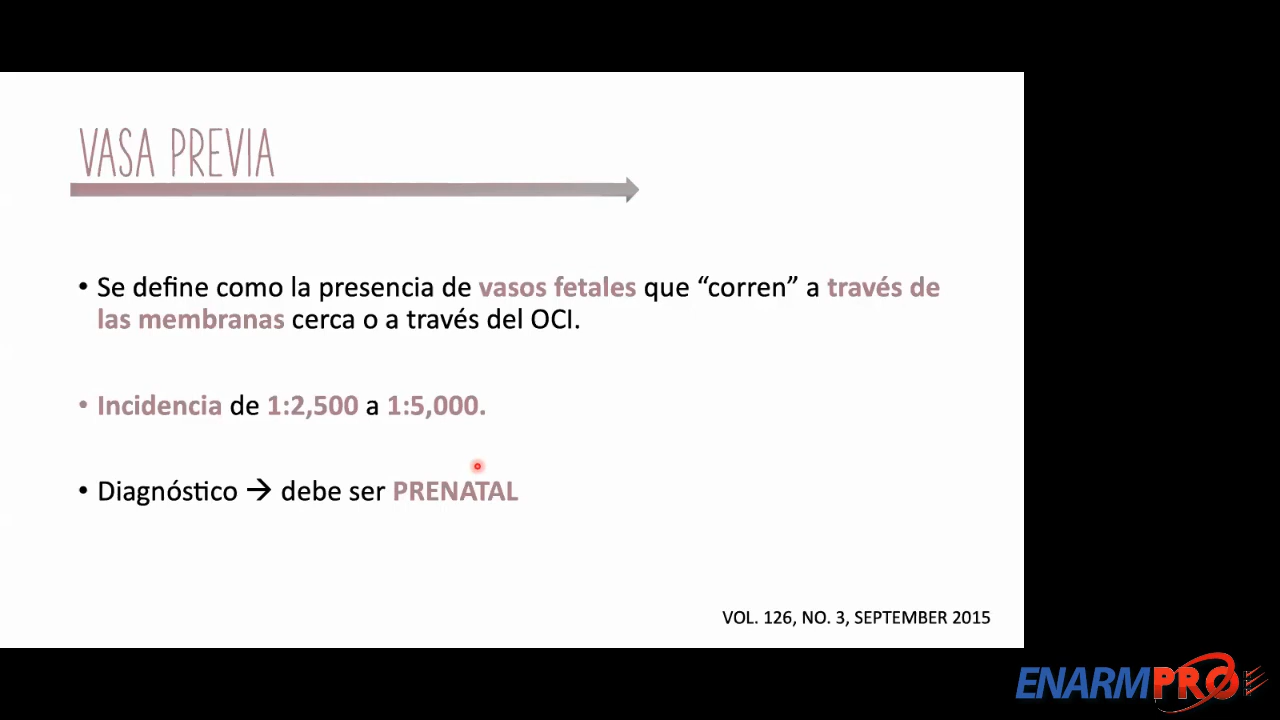 VASA PREVIA
• Se define como la presencia de vasos fetales que “corren” a través de
las membranas cerca o a través del OCI.
• Incidencia de 1:2,500 a 1:5,000.
• Diagnóstico → debe ser PRENATAL
VOL. 126, NO. 3, SEPTEMBER 2015
ENARMPRO